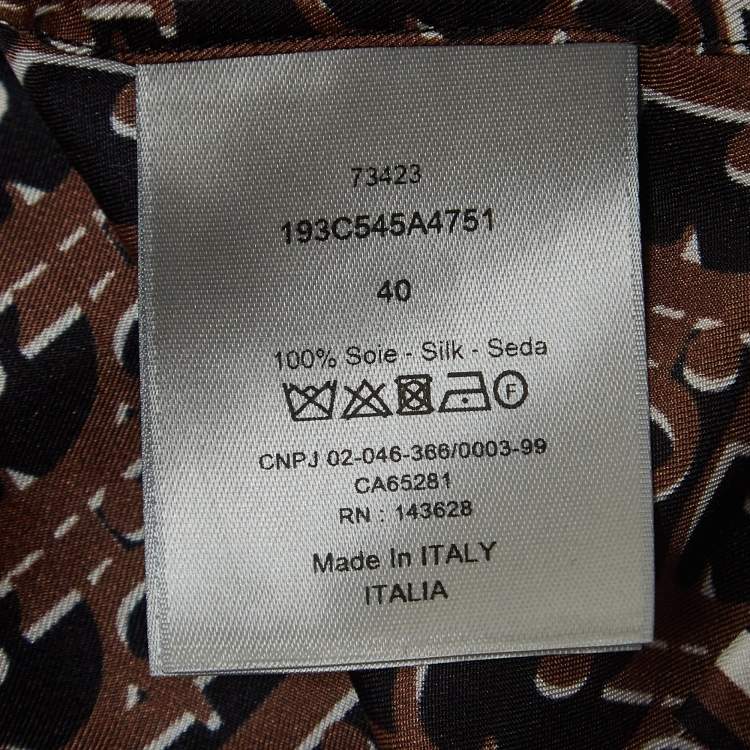 73423
193C545A4751
40
100% Soie - Silk - Seda
F
CNPJ 02-046-366/0003-99
CA65281
RN : 143628
Made In ITALY
ITALIA